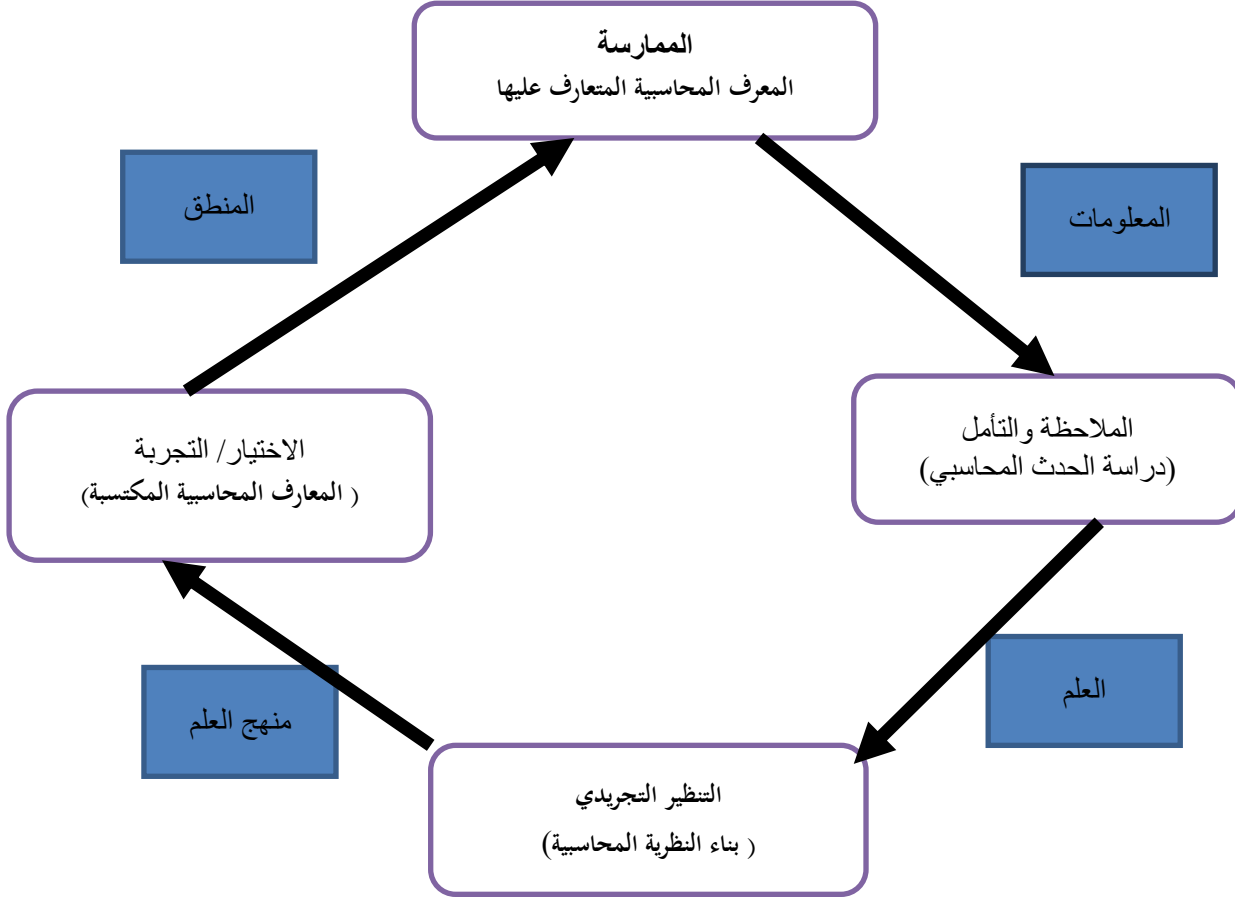 الممارسة
المعرف المحاسبية المتعارف عليها
المعلومات
المنطق
الملاحظة والتأمل
(دراسة الحدث المحاسبي)
الاختيار/ التجربة
( المعارف المحاسبية المكتسبة)
العلم
منهج العلم
التنظير التجريدي
( بناء النظرية المحاسبية)